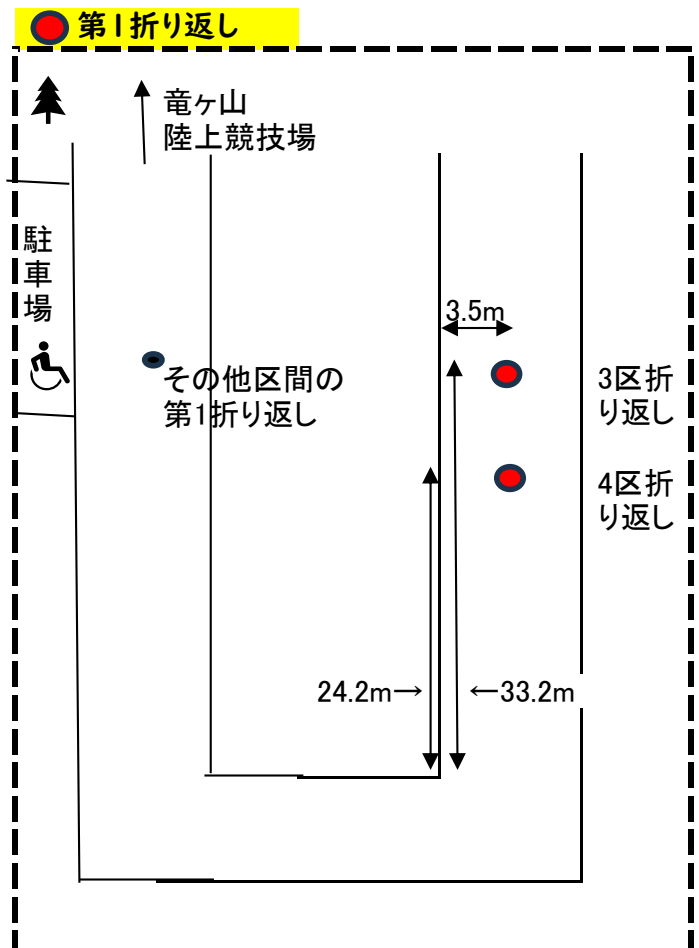 第1折り返し
竜ヶ山
陸上競技場
駐
車
場
3.5m
その他区間の
第1折り返し
3区折
り返し
4区折
り返し
24.2m→
←33.2m